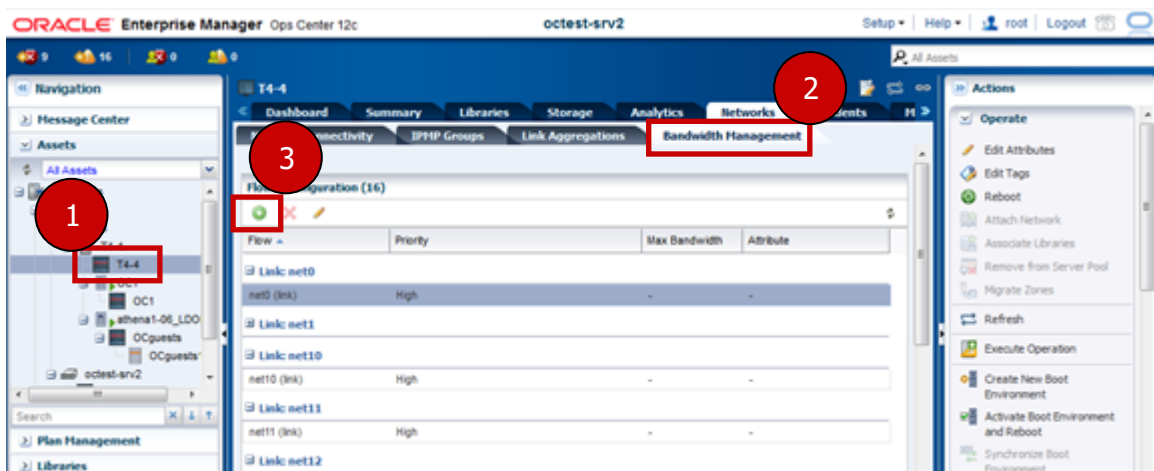 ORACLE Enterprise Manager Ops Center 12c
octest-srv2
Setup Help root Logout
9 16 0 0
All Assets
Navigation
Message Center
Assets
All Assets
1
T4-4
OC1
OC1
athena1-06_LDO
OCguests
OCguests
octest-srv2
Search
Plan Management
Libraries
T4-4
2
Dashboard Summary Libraries Storage Analytics Networks
IPMP Groups Link Aggregations Bandwidth Management
3
(16)
Flow Priority Max Bandwidth Attribute
Link: net0
net0 (link) High - -
Link: net1
Link: net10
net10 (link) High - -
Link: net11
net11 (link) High - -
Link: net12
Actions
Operate
Edit Attributes
Edit Tags
Reboot
Attach Network
Associate Libraries
Remove from Server Pool
Migrate Zones
Refresh
Execute Operation
Create New Boot
Environment
Activate Boot Environment
and Reboot
Synchronize Boot
Environment